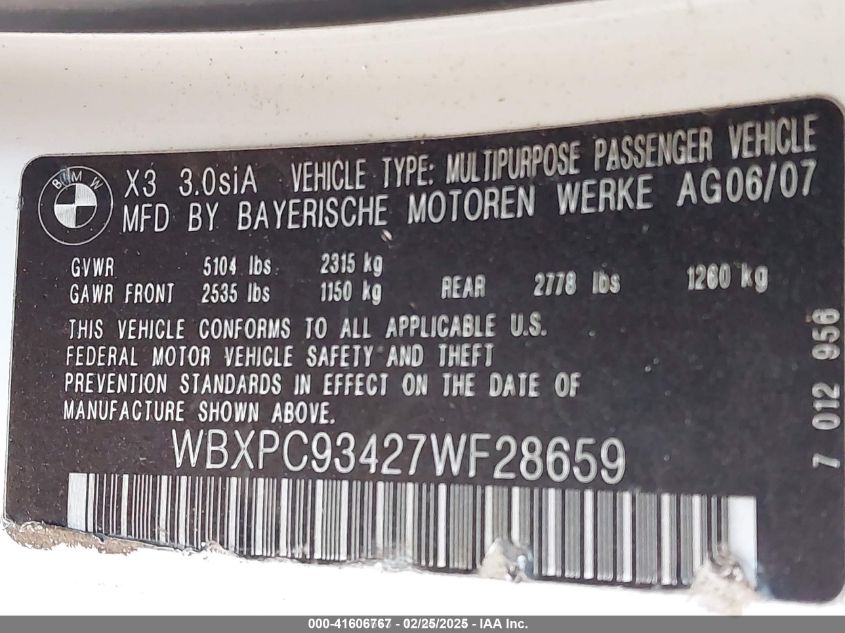 BMW
X3 3.0siA VEHICLE TYPE: MULTIPURPOSE PASSENGER VEHICLE
MFD BY BAYERISCHE MOTOREN WERKE AG06/07
GVWR 5104 lbs 2315 kg
GAWR FRONT 2535 lbs 1150 kg REAR 2778 lbs 1260 kg
THIS VEHICLE CONFORMS TO ALL APPLICABLE U.S.
FEDERAL MOTOR VEHICLE SAFETY AND THEFT
PREVENTION STANDARDS IN EFFECT ON THE DATE OF
MANUFACTURE SHOWN ABOVE.
WBXPC93427WF28659
7 012 956
000-41606767 - 02/25/2025 - IAA Inc.